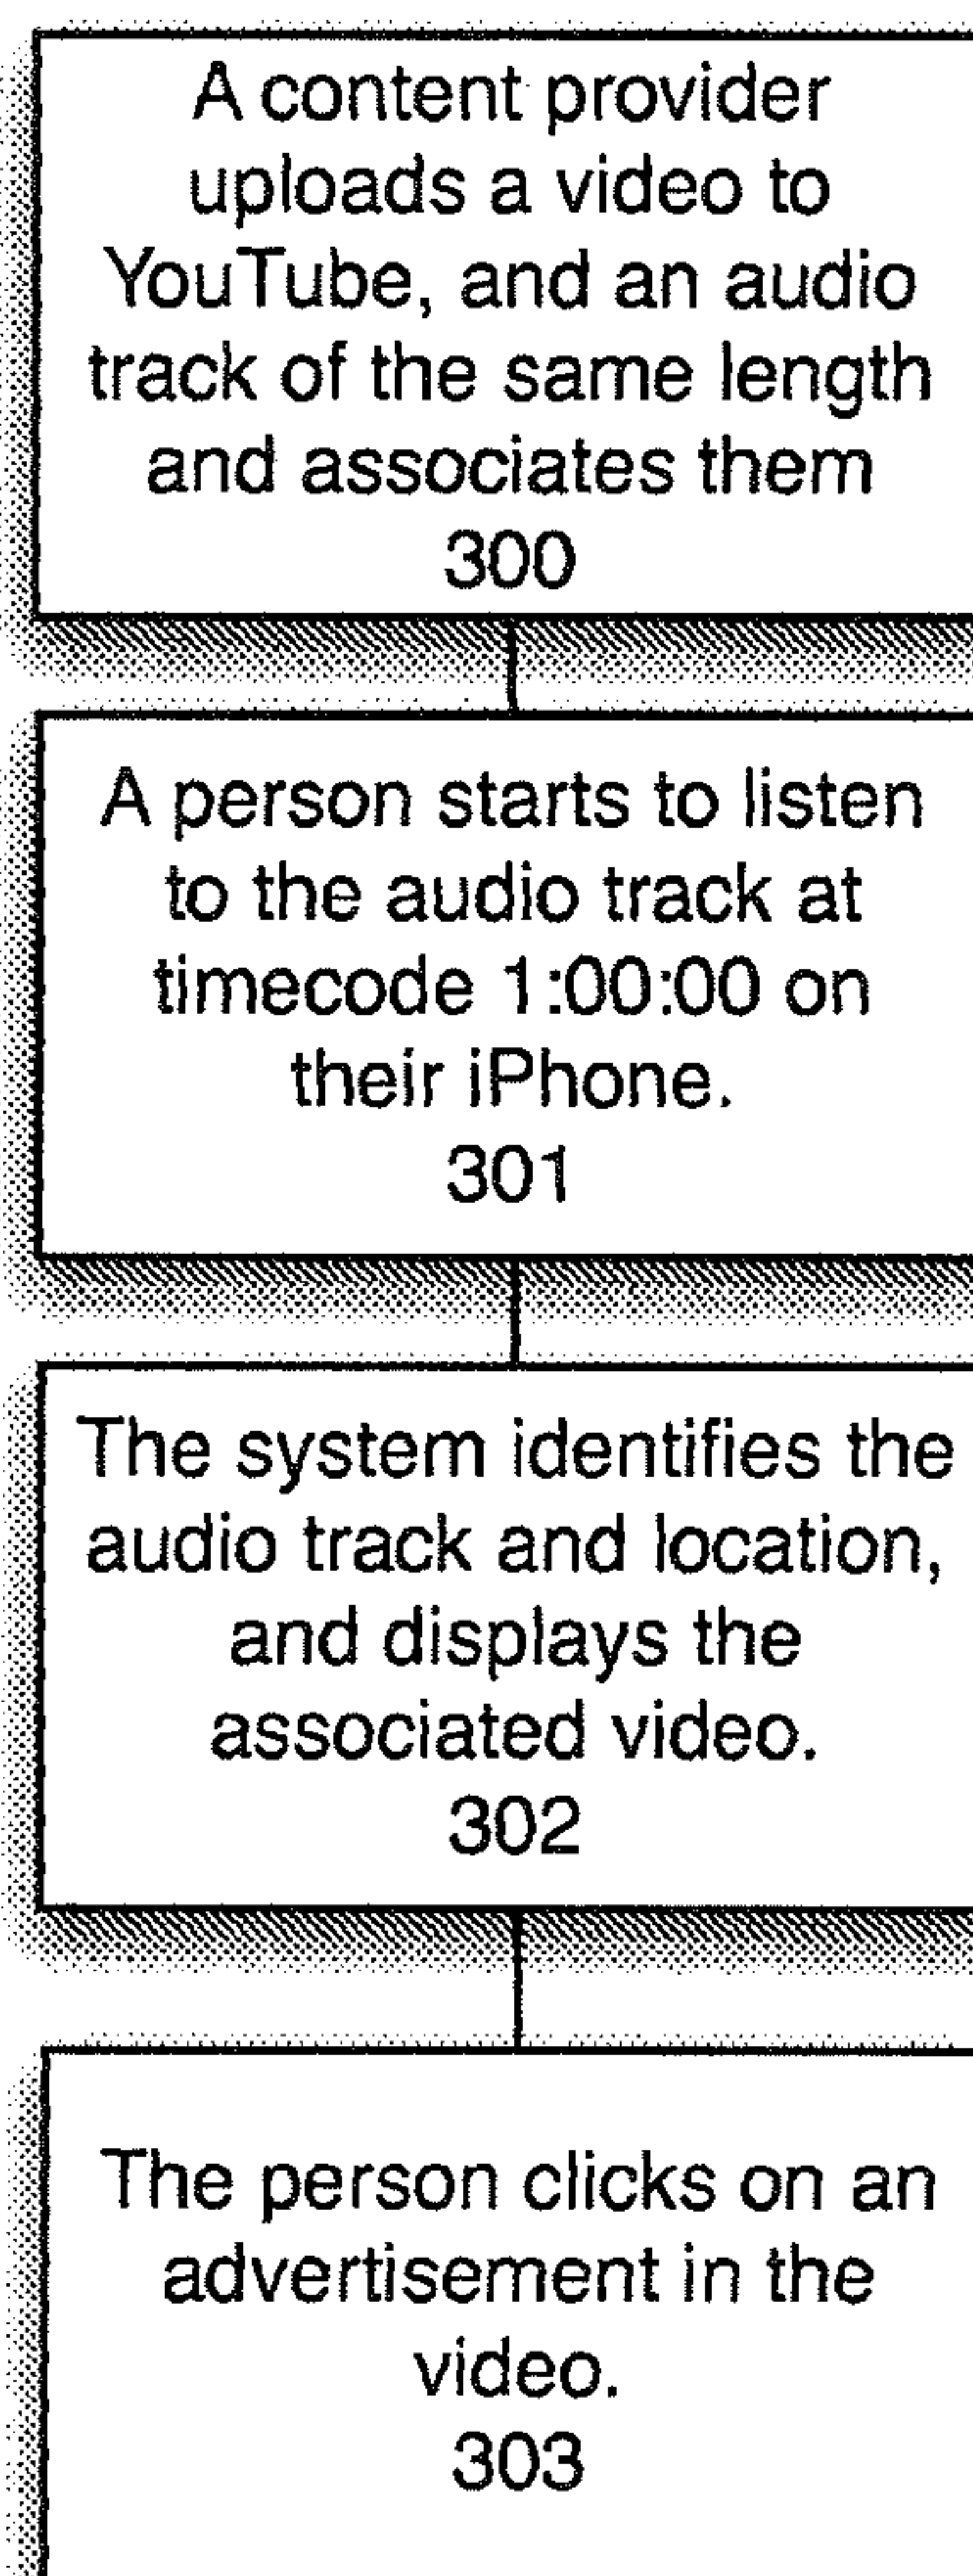 A content provider
uploads a video to
YouTube, and an audio
track of the same length
and associates them
300
A person starts to listen
to the audio track at
timecode 1:00:00 on
their iPhone.
301
The system identifies the
audio track and location,
and displays the
associated video.
302
The person clicks on an
advertisement in the
video.
303